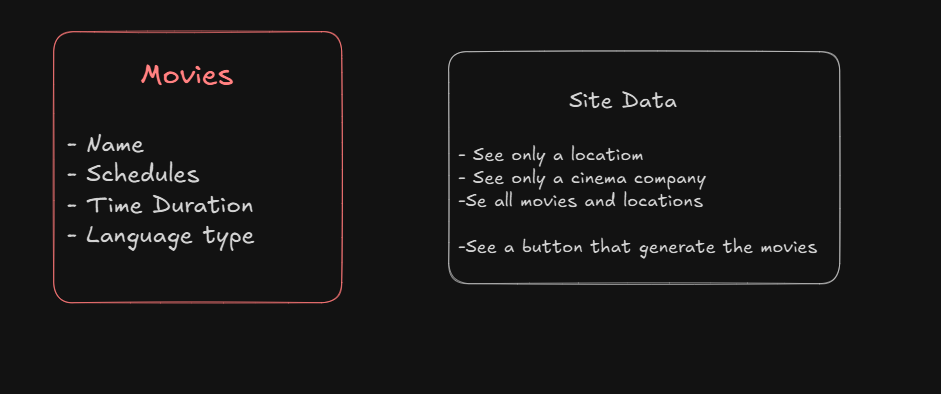 Movies
- Name
- Schedules
- Time Duration
- Language type
Site Data
- See only a locatiom
- See only a cinema company
-Se all movies and locations
-See a button that generate the movies